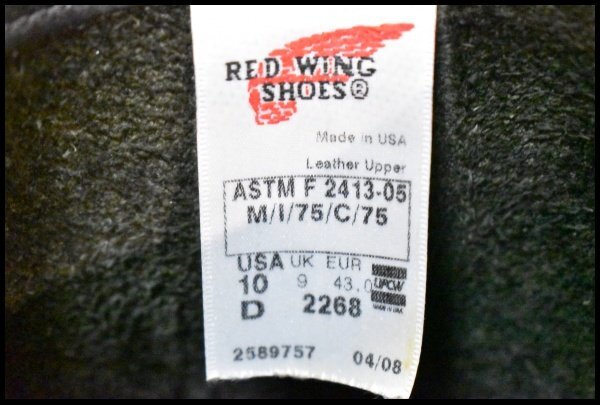 RED WING
SHOES®
Made in USA
Leather Upper
ASTM F 2413-05
M/I/75/C/75
USA UK EUR
10 9 43.0
UFCW
D 2268
MADE IN USA
2589757 04/08